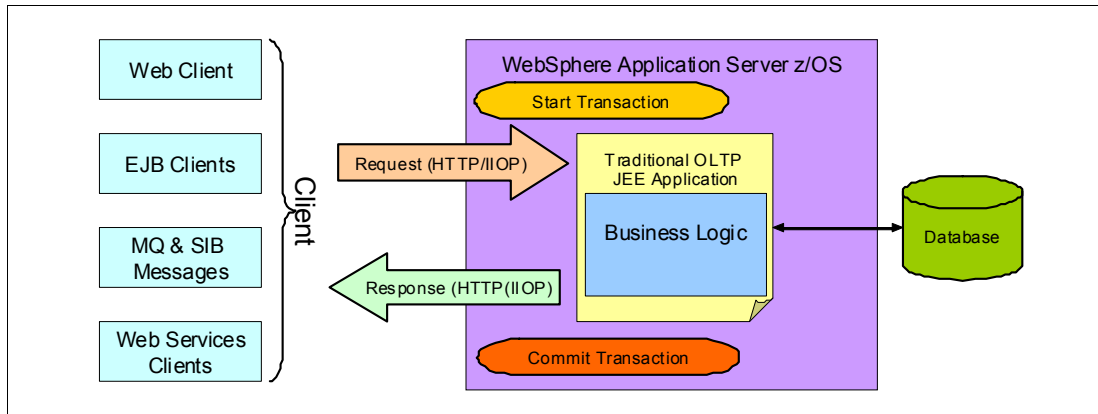 Web Client
EJB Clients
MQ & SIB
Messages
Web Services
Clients
Client
Request (HTTP/IIOP)
Response (HTTP(IIOP)
WebSphere Application Server z/OS
Start Transaction
Traditional OLTP
JEE Application
Business Logic
Commit Transaction
Database